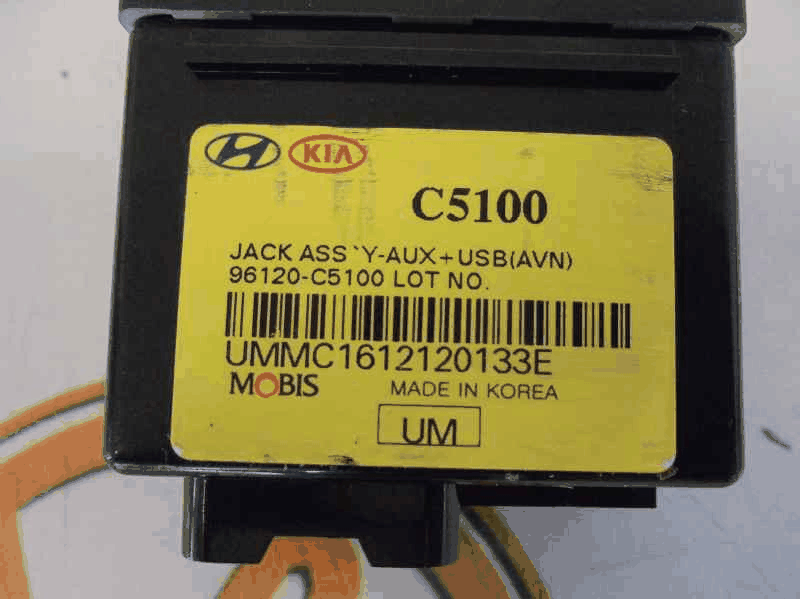 KIA
C5100
JACK ASS`Y-AUX+USB(AVN)
96120-C5100 LOT NO.
UMMC1612120133E
MOBIS MADE IN KOREA
UM